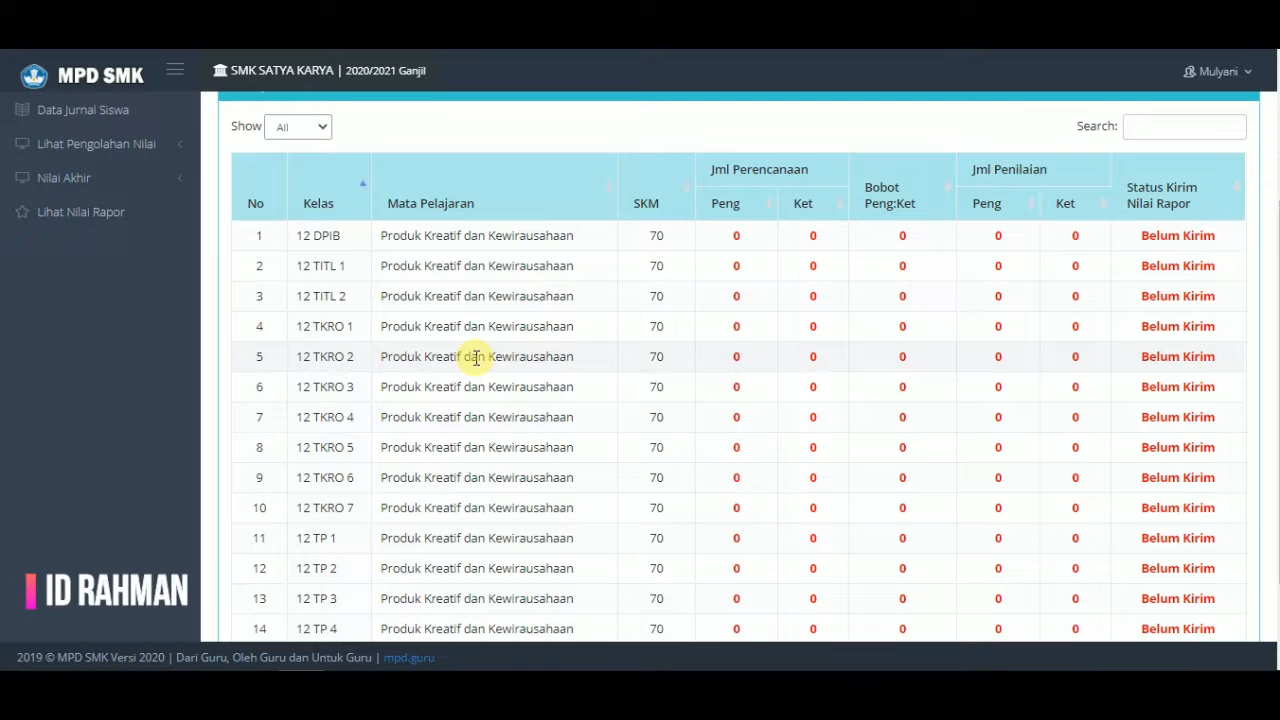 MPD SMK
SMK SATYA KARYA | 2020/2021 Ganjil
Mulyani
Data Jurnal Siswa
Lihat Pengolahan Nilai
Nilai Akhir
Lihat Nilai Rapor
Show All
Search:
No Kelas Mata Pelajaran SKM Jml Perencanaan Peng Ket Bobot Peng:Ket Jml Penilaian Peng Ket Status Kirim Nilai Rapor
1 12 DPIB Produk Kreatif dan Kewirausahaan 70 0 0 0 0 0 Belum Kirim
2 12 TITL 1 Produk Kreatif dan Kewirausahaan 70 0 0 0 0 0 Belum Kirim
3 12 TITL 2 Produk Kreatif dan Kewirausahaan 70 0 0 0 0 0 Belum Kirim
4 12 TKRO 1 Produk Kreatif dan Kewirausahaan 70 0 0 0 0 0 Belum Kirim
5 12 TKRO 2 Produk Kreatif dan Kewirausahaan 70 0 0 0 0 0 Belum Kirim
6 12 TKRO 3 Produk Kreatif dan Kewirausahaan 70 0 0 0 0 0 Belum Kirim
7 12 TKRO 4 Produk Kreatif dan Kewirausahaan 70 0 0 0 0 0 Belum Kirim
8 12 TKRO 5 Produk Kreatif dan Kewirausahaan 70 0 0 0 0 0 Belum Kirim
9 12 TKRO 6 Produk Kreatif dan Kewirausahaan 70 0 0 0 0 0 Belum Kirim
10 12 TKRO 7 Produk Kreatif dan Kewirausahaan 70 0 0 0 0 0 Belum Kirim
11 12 TP 1 Produk Kreatif dan Kewirausahaan 70 0 0 0 0 0 Belum Kirim
12 12 TP 2 Produk Kreatif dan Kewirausahaan 70 0 0 0 0 0 Belum Kirim
13 12 TP 3 Produk Kreatif dan Kewirausahaan 70 0 0 0 0 0 Belum Kirim
14 12 TP 4 Produk Kreatif dan Kewirausahaan 70 0 0 0 0 0 Belum Kirim
ID RAHMAN
2019 © MPD SMK Versi 2020 | Dari Guru, Oleh Guru dan Untuk Guru | mpd.guru